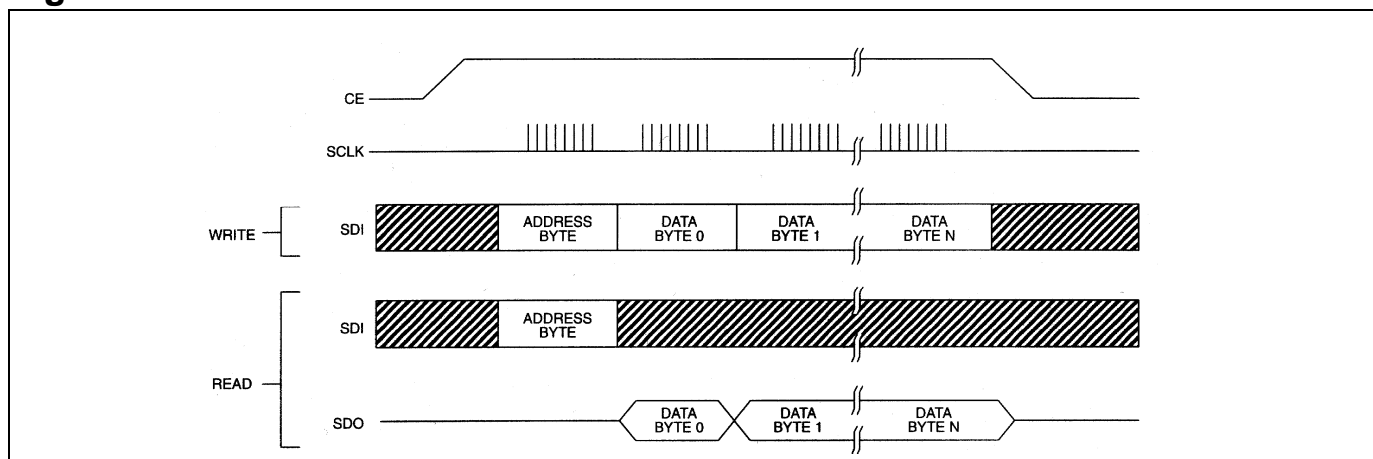 CE
SCLK
WRITE
SDI
ADDRESS
BYTE
DATA
BYTE 0
DATA
BYTE 1
DATA
BYTE N
READ
SDI
ADDRESS
BYTE
SDO
DATA
BYTE 0
DATA
BYTE 1
DATA
BYTE N